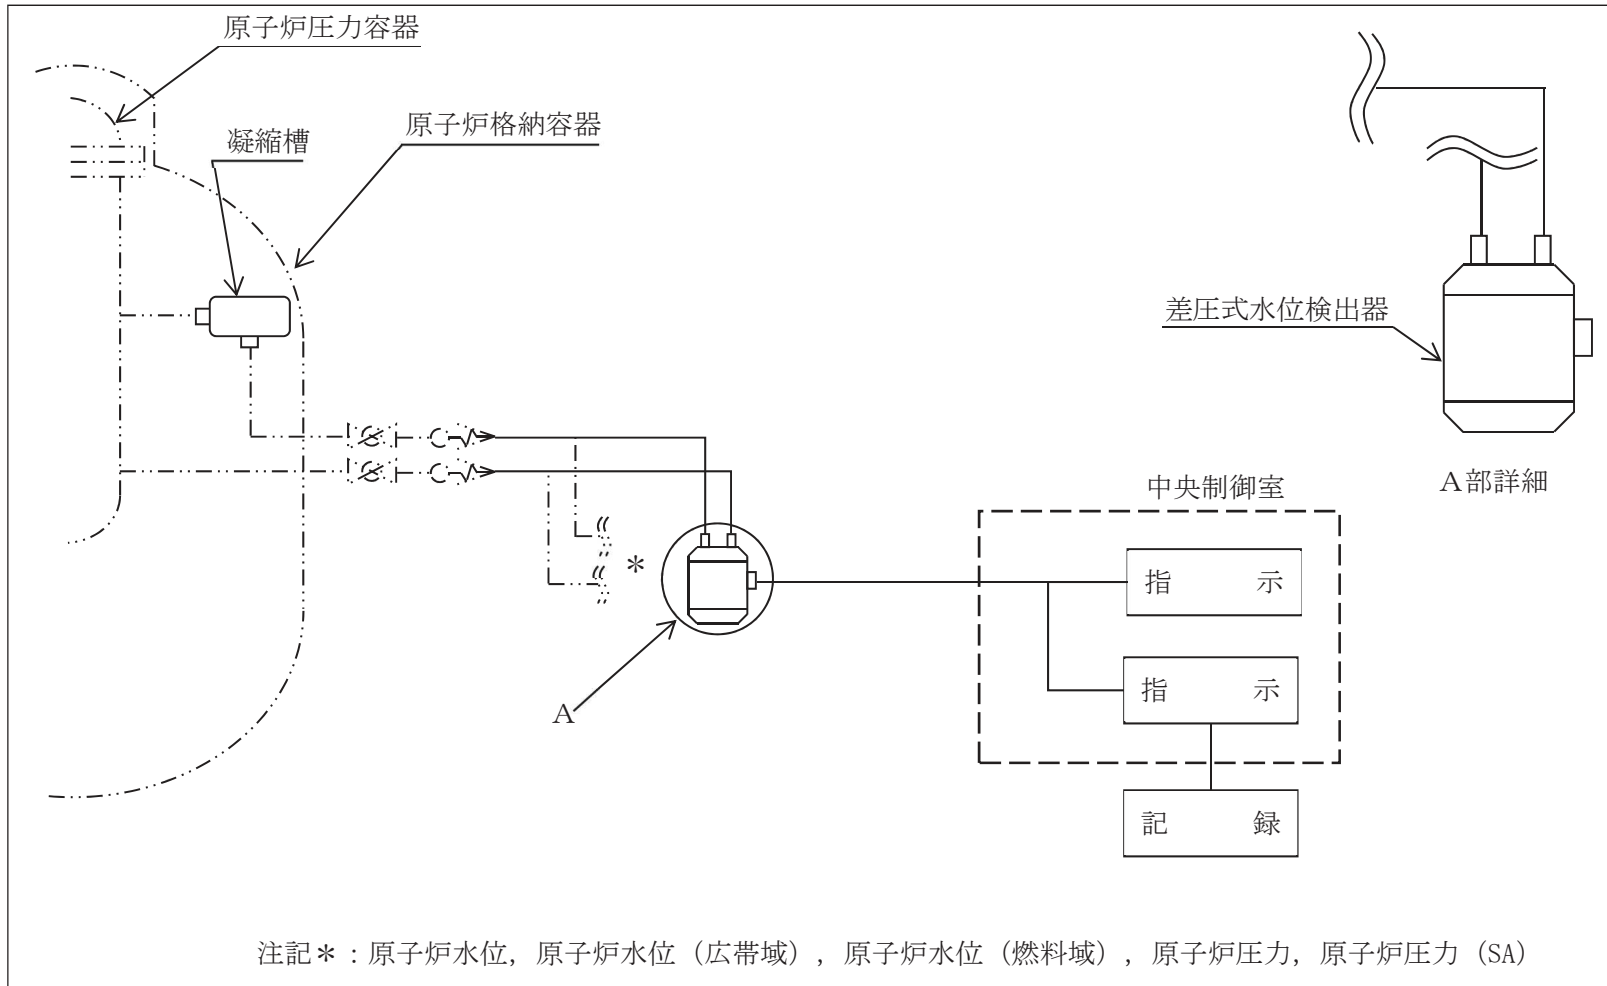 原子炉圧力容器
原子炉格納容器
凝縮槽
差圧式水位検出器
A部詳細
中央制御室
指 示
*
指 示
A
記 録
注記*:原子炉水位,原子炉水位(広帯域),原子炉水位(燃料域),原子炉圧力,原子炉圧力(SA)